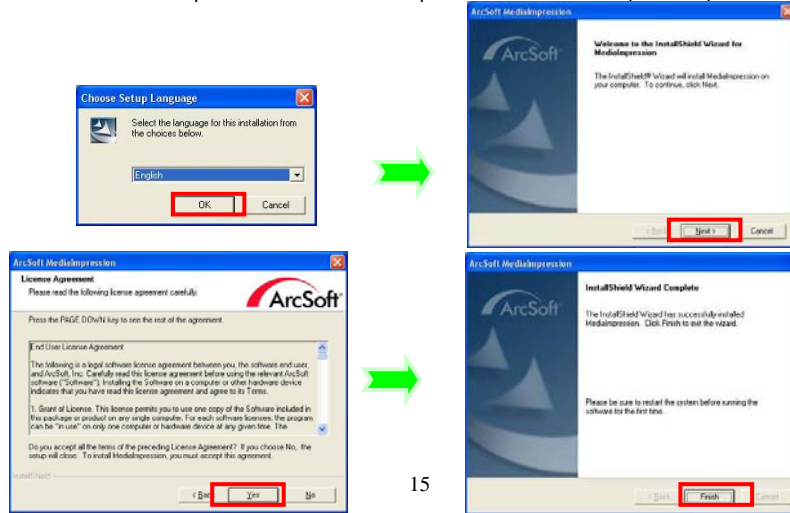 ArcSoft MediaImpression
ArcSoft
Welcome to the InstallShield Wizard for
MediaImpression
The InstallShield® Wizard will install MediaImpression on
your computer. To continue, click Next.
< Back
Next >
Cancel
Choose Setup Language
Select the language for this installation from
the choices below.
English
OK
Cancel
ArcSoft MediaImpression
License Agreement
Please read the following license agreement carefully.
ArcSoft
Press the PAGE DOWN key to see the rest of the agreement.
End User License Agreement
The following is a legal software license agreement between you, the software end user,
and ArcSoft, Inc. Carefully read this license agreement before using the relevant ArcSoft
software ("Software"). Installing the Software on a computer or other hardware device
indicates that you have read this license agreement and agree to its Terms.
1. Grant of License. This license permits you to use one copy of the Software included in
this package or product on any single computer. For each software licensee, the program
can be "in use" on only one computer or hardware device at any given time. The
Do you accept all the terms of the preceding License Agreement? If you choose No, the
setup will close. To install MediaImpression, you must accept this agreement.
InstallShield
< Back
Yes
No
ArcSoft MediaImpression
ArcSoft
InstallShield Wizard Complete
The InstallShield Wizard has successfully installed
MediaImpression. Click Finish to exit the wizard.
Please be sure to restart the system before running the
software for the first time.
< Back
Finish
Cancel
15